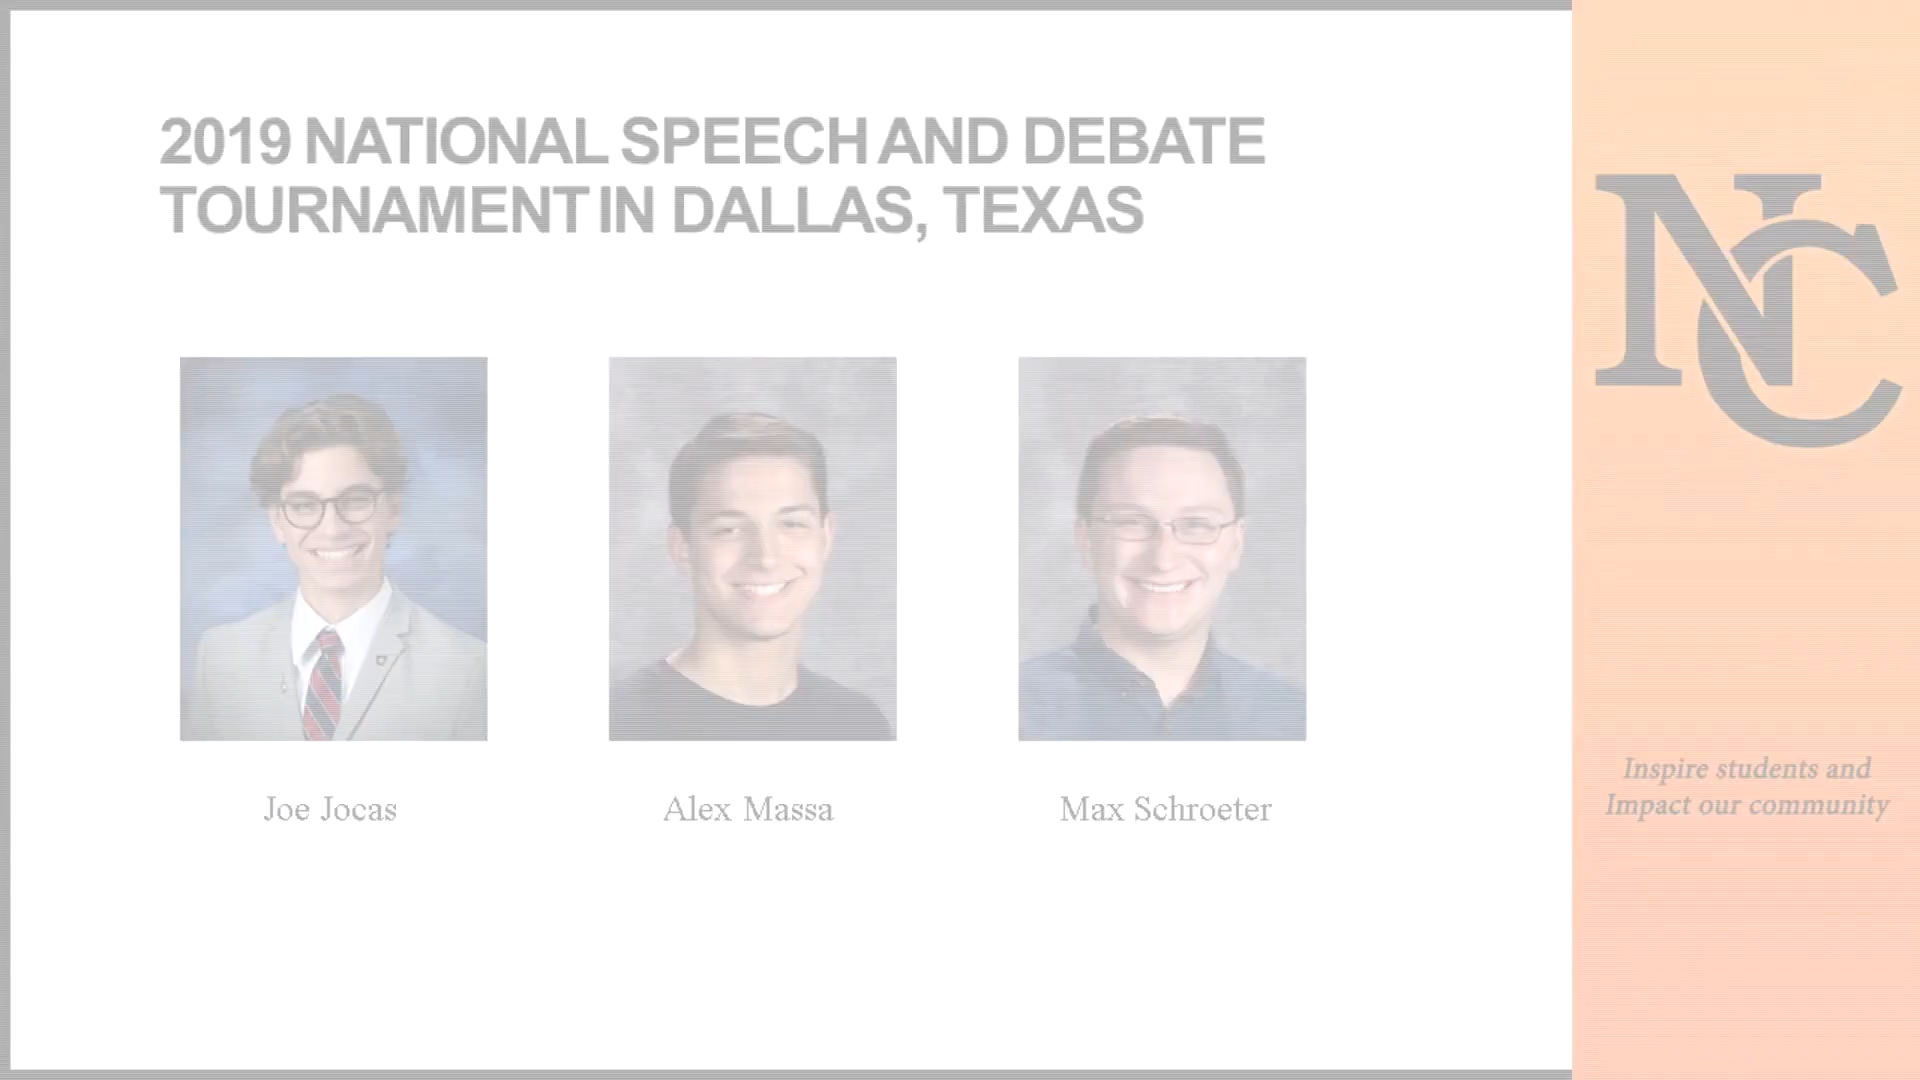 2019 NATIONAL SPEECH AND DEBATE
TOURNAMENT IN DALLAS, TEXAS
NC
Joe Jocas
Alex Massa
Max Schroeter
Inspire students and
Impact our community